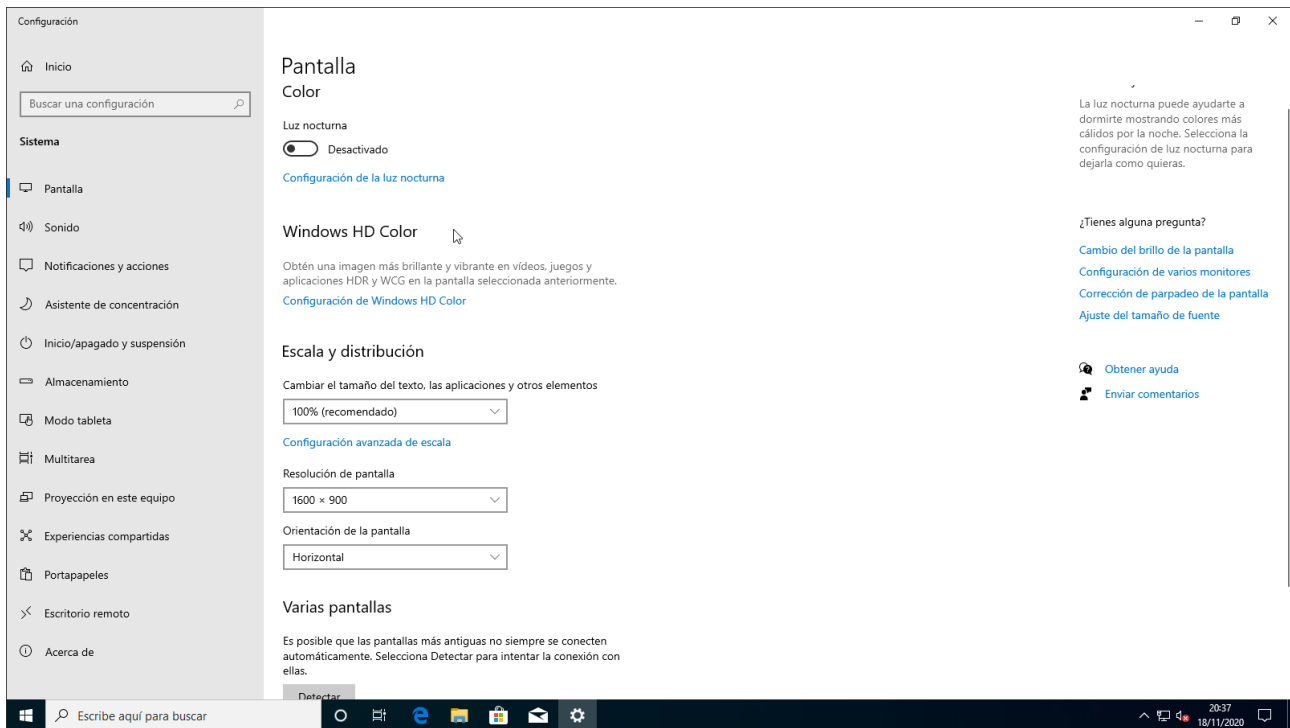 Configuración
Inicio
Buscar una configuración
Sistema
Pantalla
Sonido
Notificaciones y acciones
Asistente de concentración
Inicio/apagado y suspensión
Almacenamiento
Modo tableta
Multitarea
Proyección en este equipo
Experiencias compartidas
Portapapeles
Escritorio remoto
Acerca de
Pantalla
Color
Luz nocturna
Desactivado
Configuración de la luz nocturna
Windows HD Color
Obtén una imagen más brillante y vibrante en vídeos, juegos y
aplicaciones HDR y WCG en la pantalla seleccionada anteriormente.
Configuración de Windows HD Color
Escala y distribución
Cambiar el tamaño del texto, las aplicaciones y otros elementos
100% (recomendado)
Configuración avanzada de escala
Resolución de pantalla
1600 × 900
Orientación de la pantalla
Horizontal
Varias pantallas
Es posible que las pantallas más antiguas no siempre se conecten
automáticamente. Selecciona Detectar para intentar la conexión con
ellas.
Detectar
La luz nocturna puede ayudarte a
dormirte mostrando colores más
cálidos por la noche. Selecciona la
configuración de luz nocturna para
dejarla como quieras.
¿Tienes alguna pregunta?
Cambio del brillo de la pantalla
Configuración de varios monitores
Corrección de parpadeo de la pantalla
Ajuste del tamaño de fuente
Obtener ayuda
Enviar comentarios
Escribe aquí para buscar
20:37
18/11/2020